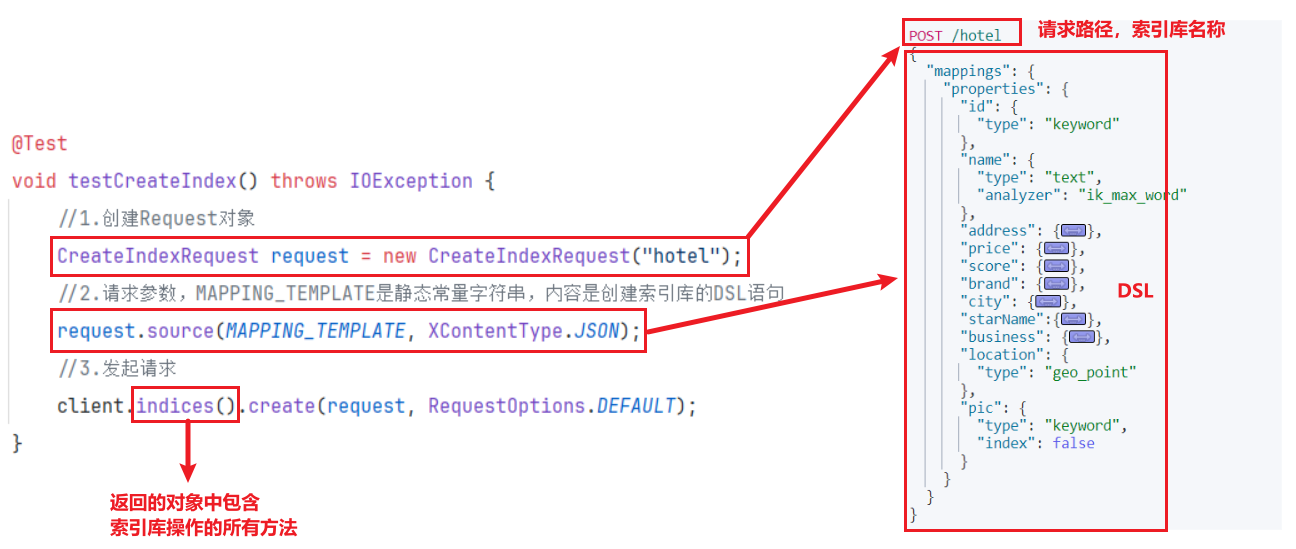 @Test
void testCreateIndex() throws IOException {
//1.创建Request对象
CreateIndexRequest request = new CreateIndexRequest("hotel");
//2.请求参数，MAPPING_TEMPLATE是静态常量字符串，内容是创建索引库的DSL语句
request.source(MAPPING_TEMPLATE, XContentType.JSON);
//3.发起请求
client.indices().create(request, RequestOptions.DEFAULT);
}
返回的对象中包含
索引库操作的所有方法
POST /hotel
请求路径，索引库名称
{
"mappings": {
"properties": {
"id": {
"type": "keyword"
},
"name": {
"type": "text",
"analyzer": "ik_max_word"
},
"address": {},
"price": {},
"score": {},
"brand": {},
"city": {},
"starName":{},
"business": {},
"location": {
"type": "geo_point"
},
"pic": {
"type": "keyword",
"index": false
}
}
}
}
DSL